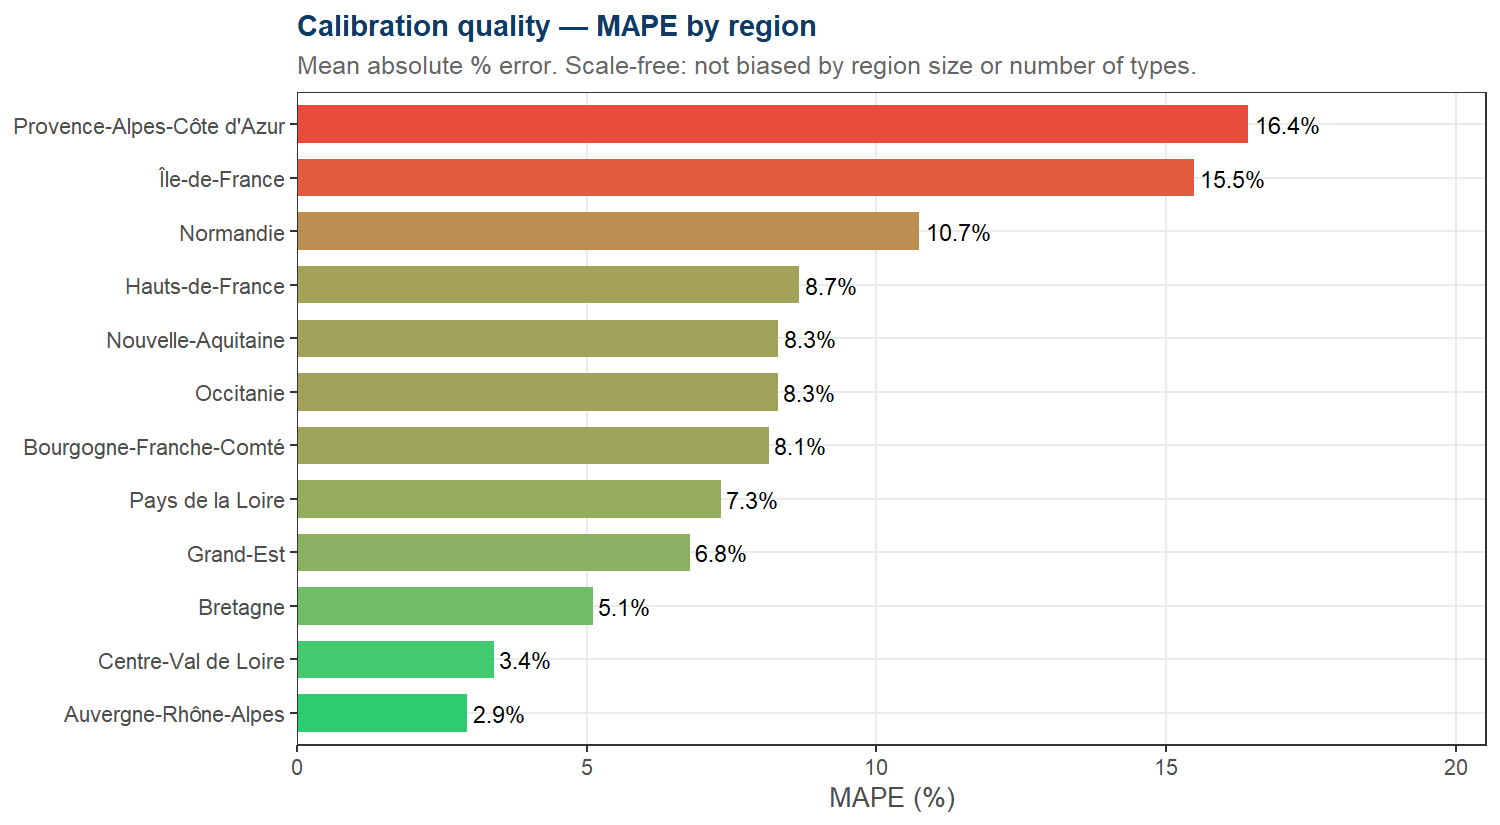 Calibration quality — MAPE by region
Mean absolute % error. Scale-free: not biased by region size or number of types.
Provence-Alpes-Côte d'Azur 16.4%
Île-de-France 15.5%
Normandie 10.7%
Hauts-de-France 8.7%
Nouvelle-Aquitaine 8.3%
Occitanie 8.3%
Bourgogne-Franche-Comté 8.1%
Pays de la Loire 7.3%
Grand-Est 6.8%
Bretagne 5.1%
Centre-Val de Loire 3.4%
Auvergne-Rhône-Alpes 2.9%
0 5 10 15 20
MAPE (%)